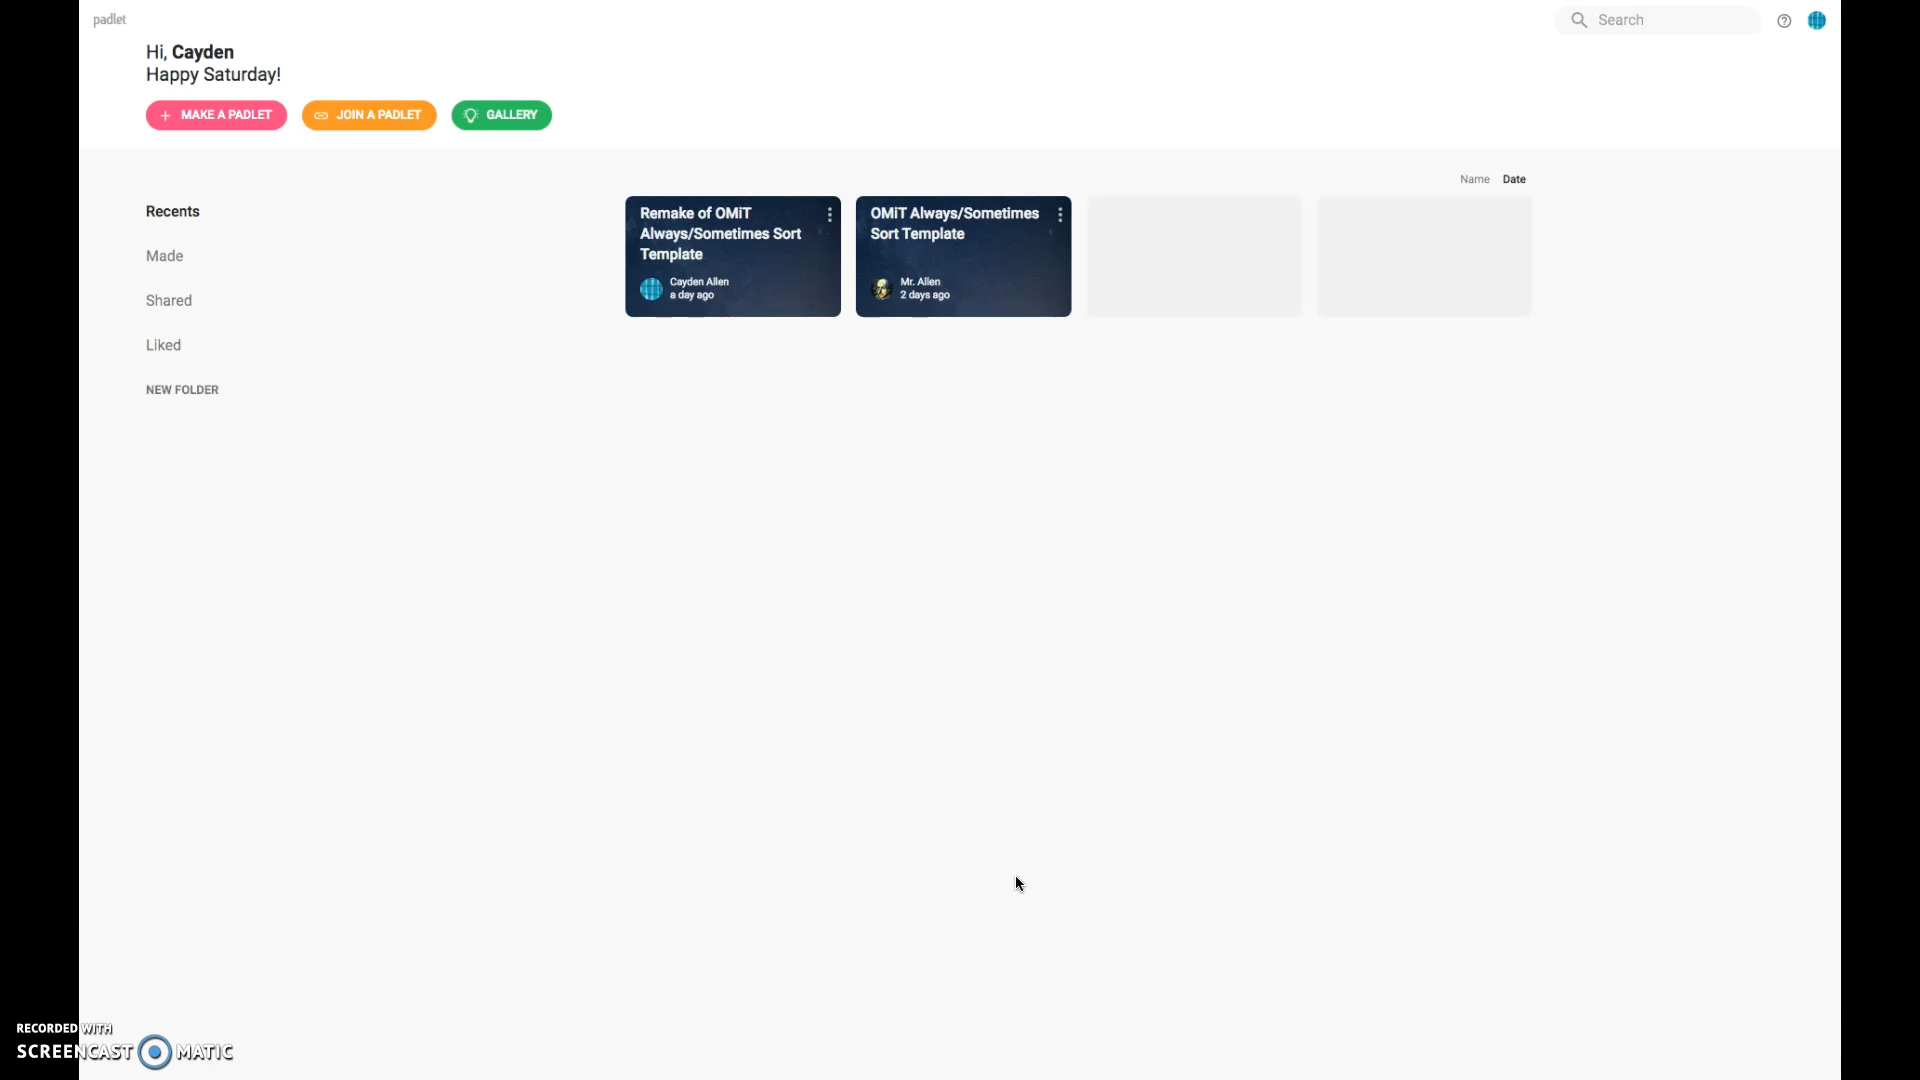 padlet
Search
Hi, Cayden
Happy Saturday!
MAKE A PADLET
JOIN A PADLET
GALLERY
Name Date
Recents
Made
Shared
Liked
NEW FOLDER
Remake of OMiT
Always/Sometimes Sort
Template
Cayden Allen
a day ago
OMiT Always/Sometimes
Sort Template
Mr. Allen
2 days ago
RECORDED WITH
SCREENCAST MATIC